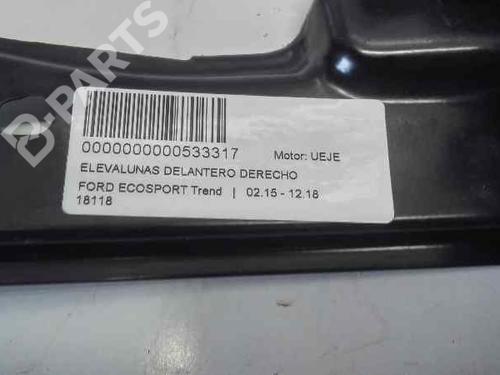 B-PARTS
0000000000533317 Motor: UEJE
ELEVALUNAS DELANTERO DERECHO
FORD ECOSPORT Trend | 02.15 - 12.18
18118